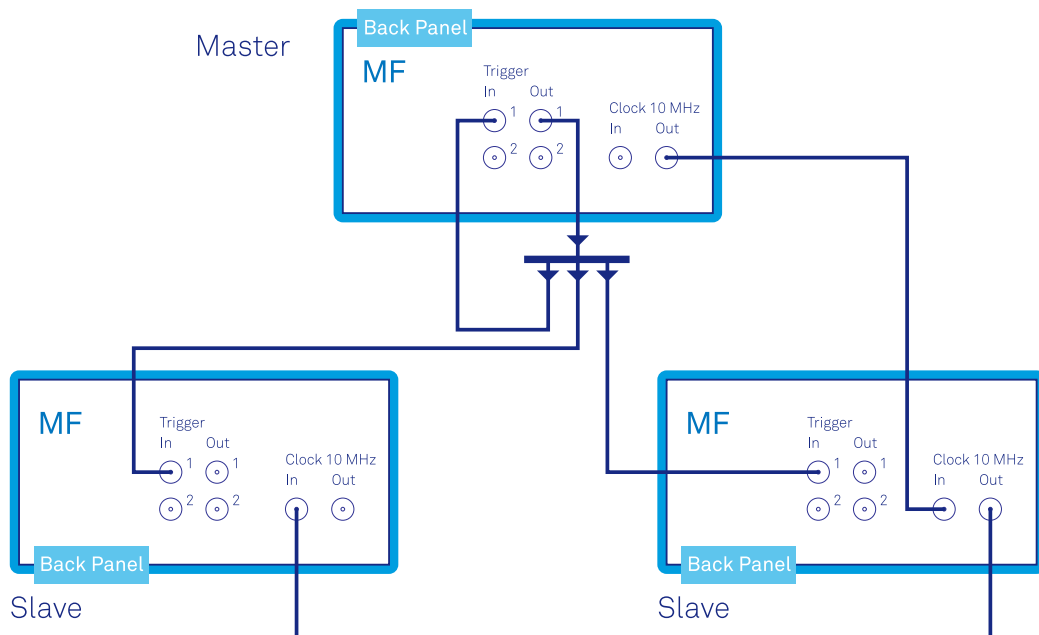 Back Panel
Master
MF
Trigger
In Out
1 1
2 2
Clock 10 MHz
In Out
MF
Trigger
In Out
1 1
2 2
Clock 10 MHz
In Out
Back Panel
Slave
MF
Trigger
In Out
1 1
2 2
Clock 10 MHz
In Out
Back Panel
Slave